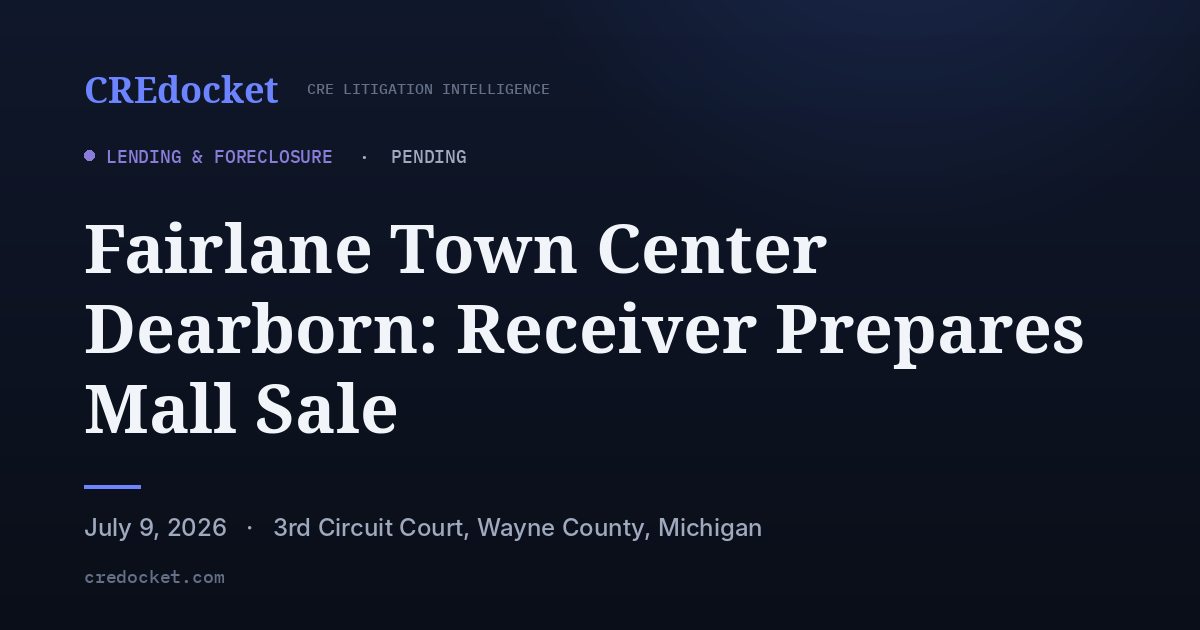 CREdocket CRE LITIGATION INTELLIGENCE
LENDING & FORECLOSURE · PENDING
Fairlane Town Center
Dearborn: Receiver Prepares
Mall Sale
July 9, 2026 · 3rd Circuit Court, Wayne County, Michigan
credocket.com